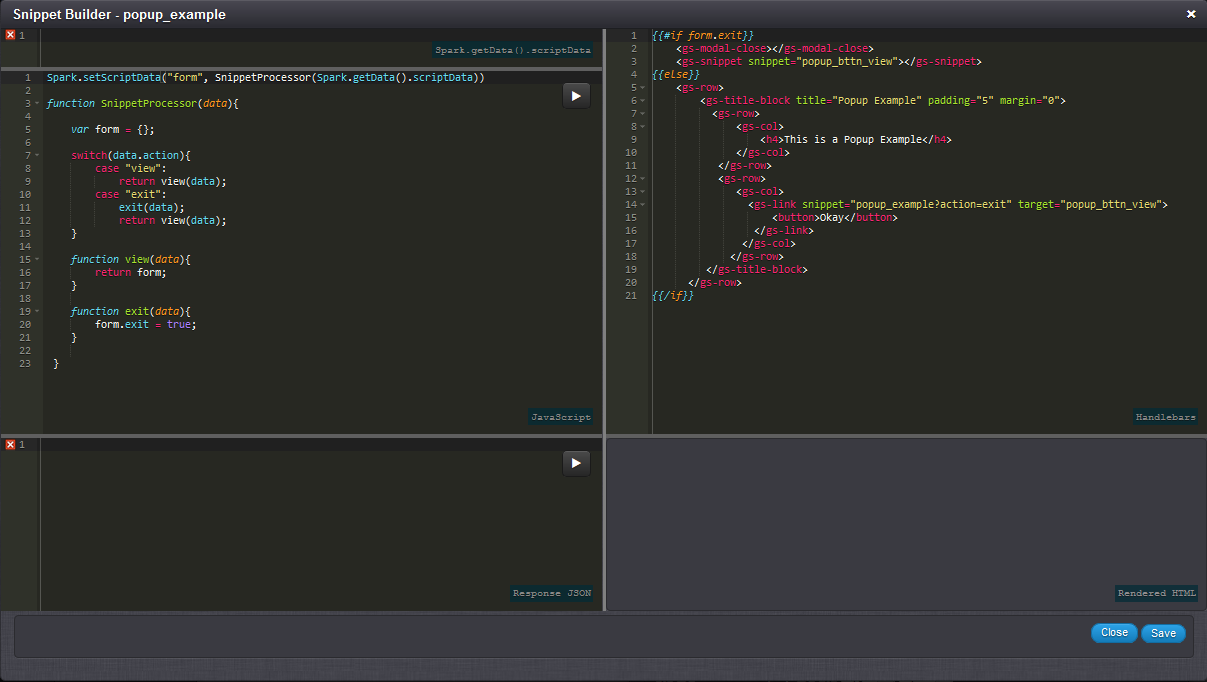 Snippet Builder - popup_example
×
1
Spark.getData().scriptData
1 Spark.setScriptData("form", SnippetProcessor(Spark.getData().scriptData))
2
3 function SnippetProcessor(data){
4
5 var form = {};
6
7 switch(data.action){
8 case "view":
9 return view(data);
10 case "exit":
11 exit(data);
12 return view(data);
13 }
14
15 function view(data){
16 return form;
17 }
18
19 function exit(data){
20 form.exit = true;
21 }
22
23 }
JavaScript
1 {{#if form.exit}}
2 <gs-modal-close></gs-modal-close>
3 <gs-snippet snippet="popup_bttn_view"></gs-snippet>
4 {{else}}
5 <gs-row>
6 <gs-title-block title="Popup Example" padding="5" margin="0">
7 <gs-row>
8 <gs-col>
9 <h4>This is a Popup Example</h4>
10 </gs-col>
11 </gs-row>
12 <gs-row>
13 <gs-col>
14 <gs-link snippet="popup_example?action=exit" target="popup_bttn_view">
15 <button>Okay</button>
16 </gs-link>
17 </gs-col>
18 </gs-row>
19 </gs-title-block>
20 </gs-row>
21 {{/if}}
Handlebars
1
Response JSON
Rendered HTML
Close
Save